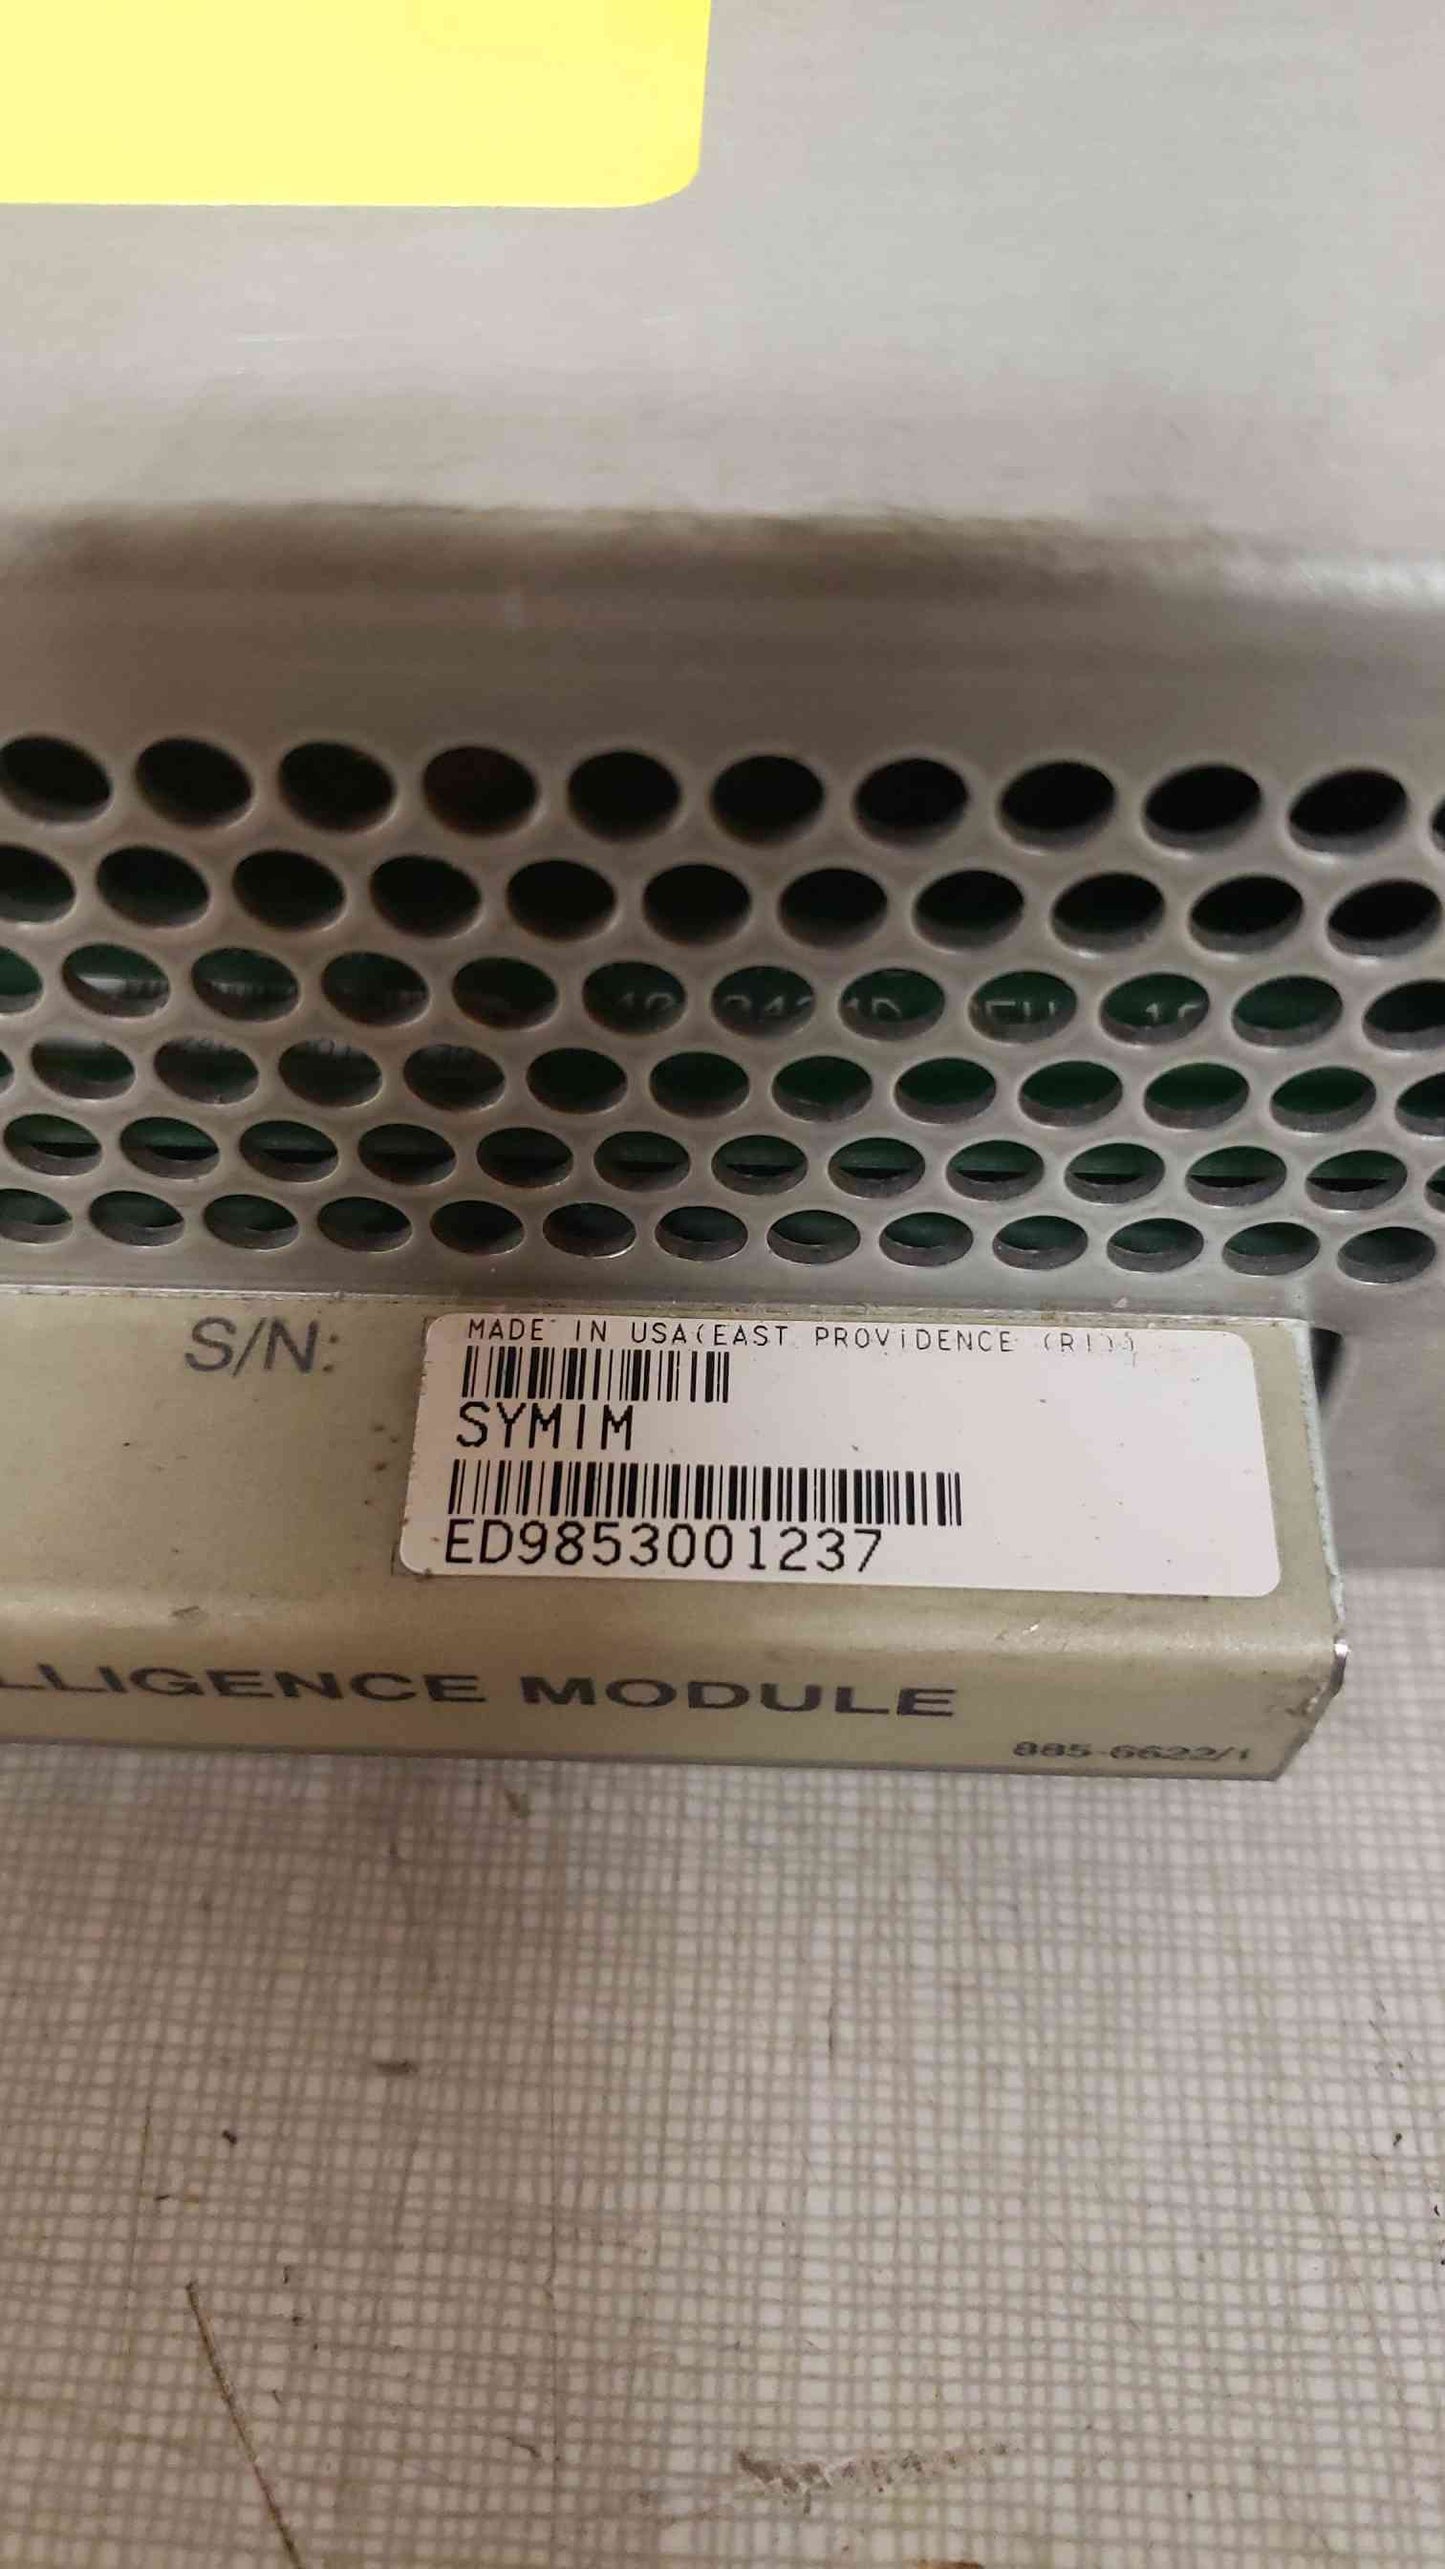 S/N:
MADE IN USA(EAST PROVIDENCE (RI))
SYMIM
ED9853001237
LLIGENCE MODULE
885-6622/1